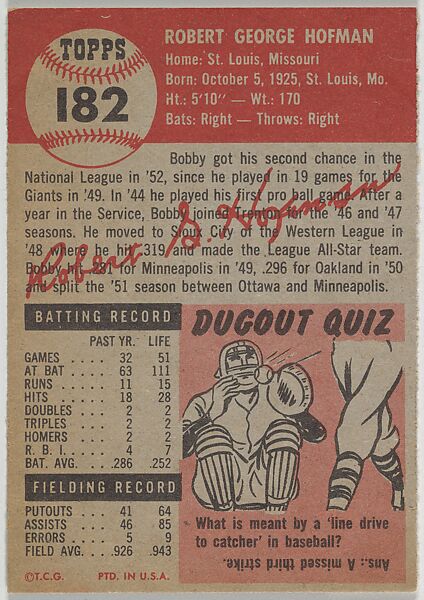 TOPPS
182
ROBERT GEORGE HOFMAN
Home: St. Louis, Missouri
Born: October 5, 1925, St. Louis, Mo.
Ht.: 5'10" — Wt.: 170
Bats: Right — Throws: Right
Bobby got his second chance in the
National League in '52, since he played in 19 games for the
Giants in '49. In '44 he played his first pro ball game. After a
year in the Service, Bobby joined Trenton for the '46 and '47
seasons. He moved to Sioux City of the Western League in
'48 where he hit .319 and made the League All-Star team.
Bobby hit .281 for Minneapolis in '49, .296 for Oakland in '50
and split the '51 season between Ottawa and Minneapolis.
Robert G. Hofman
BATTING RECORD
PAST YR. LIFE
GAMES . . . 32 51
AT BAT . . . 63 111
RUNS . . . 11 15
HITS . . . 18 28
DOUBLES . . 2 2
TRIPLES . . . 2 2
HOMERS . . 2 2
R. B. I. . . . 4 7
BAT. AVG. . . .286 .252
FIELDING RECORD
PUTOUTS . . 41 64
ASSISTS . . 46 85
ERRORS . . 5 9
FIELD AVG. . .926 .943
©T.C.G. PTD. IN U.S.A.
DUGOUT QUIZ
What is meant by a 'line drive
to catcher' in baseball?
Ans.: A missed third strike.